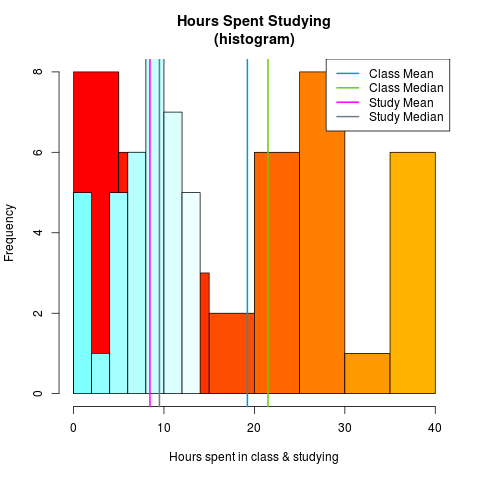 Hours Spent Studying
(histogram)
Class Mean
Class Median
Study Mean
Study Median
Frequency
8
6
4
2
0
0 10 20 30 40
Hours spent in class & studying